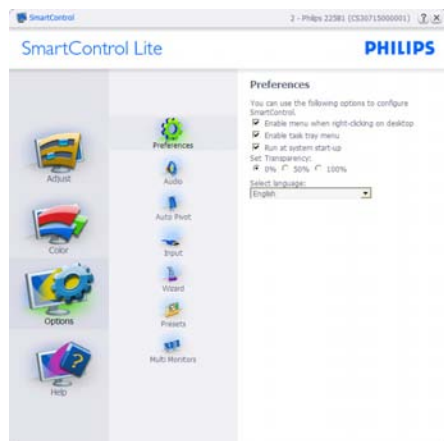 SmartControl
2 - Philips 225B1 (CS30715000001)
SmartControl Lite
PHILIPS
Adjust
Color
Options
Help
Preferences
Audio
Auto Pivot
Input
Wizard
Presets
Multi Monitors
Preferences
You can use the following options to configure
SmartControl.
Enable menu when right-clicking on desktop
Enable task tray menu
Run at system start-up
Set Transparency:
0% 50% 100%
Select language:
English